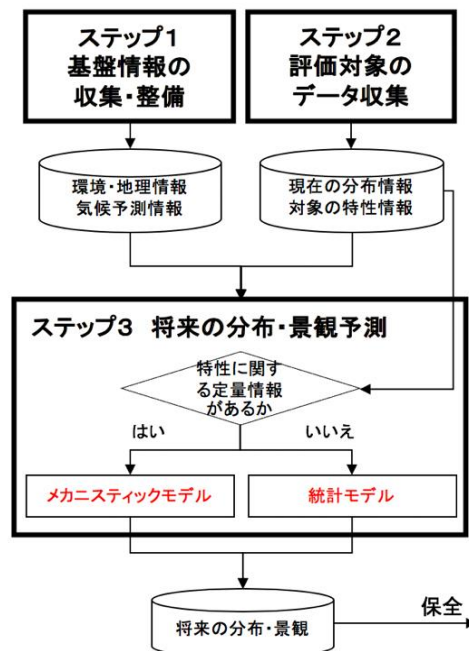 ステップ1
基盤情報の
収集・整備
ステップ2
評価対象の
データ収集
環境・地理情報
気候予測情報
現在の分布情報
対象の特性情報
ステップ3 将来の分布・景観予測
特性に関す
る定量情報
があるか
はい
いいえ
メカニスティックモデル
統計モデル
将来の分布・景観
保全